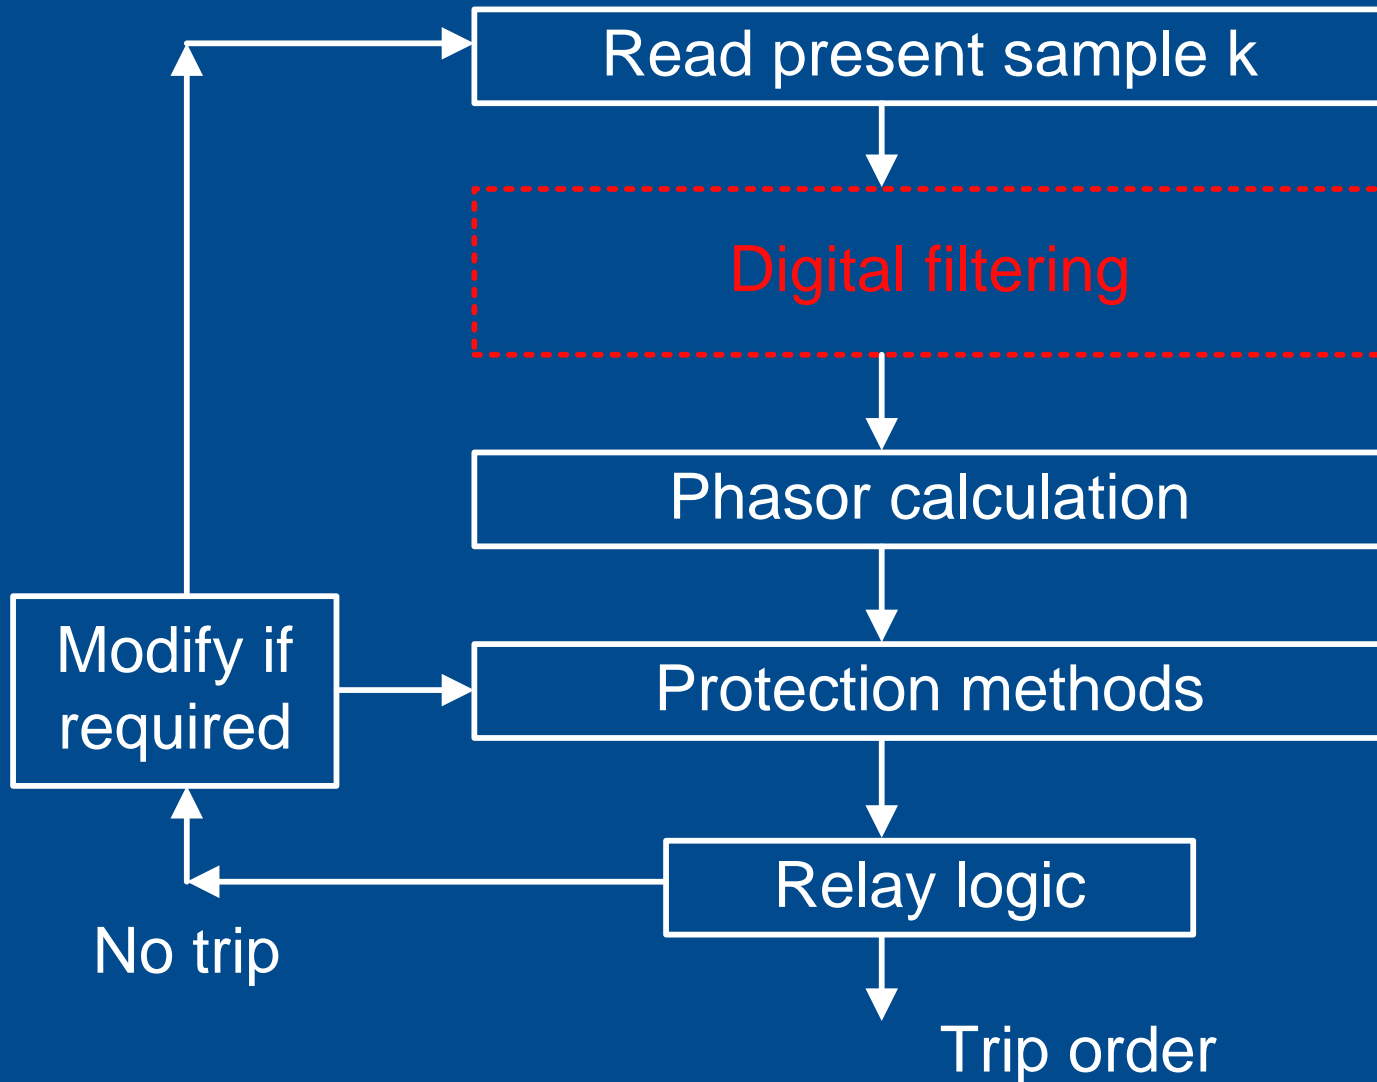 Read present sample k
Digital filtering
Phasor calculation
Modify if
required
Protection methods
Relay logic
No trip
Trip order